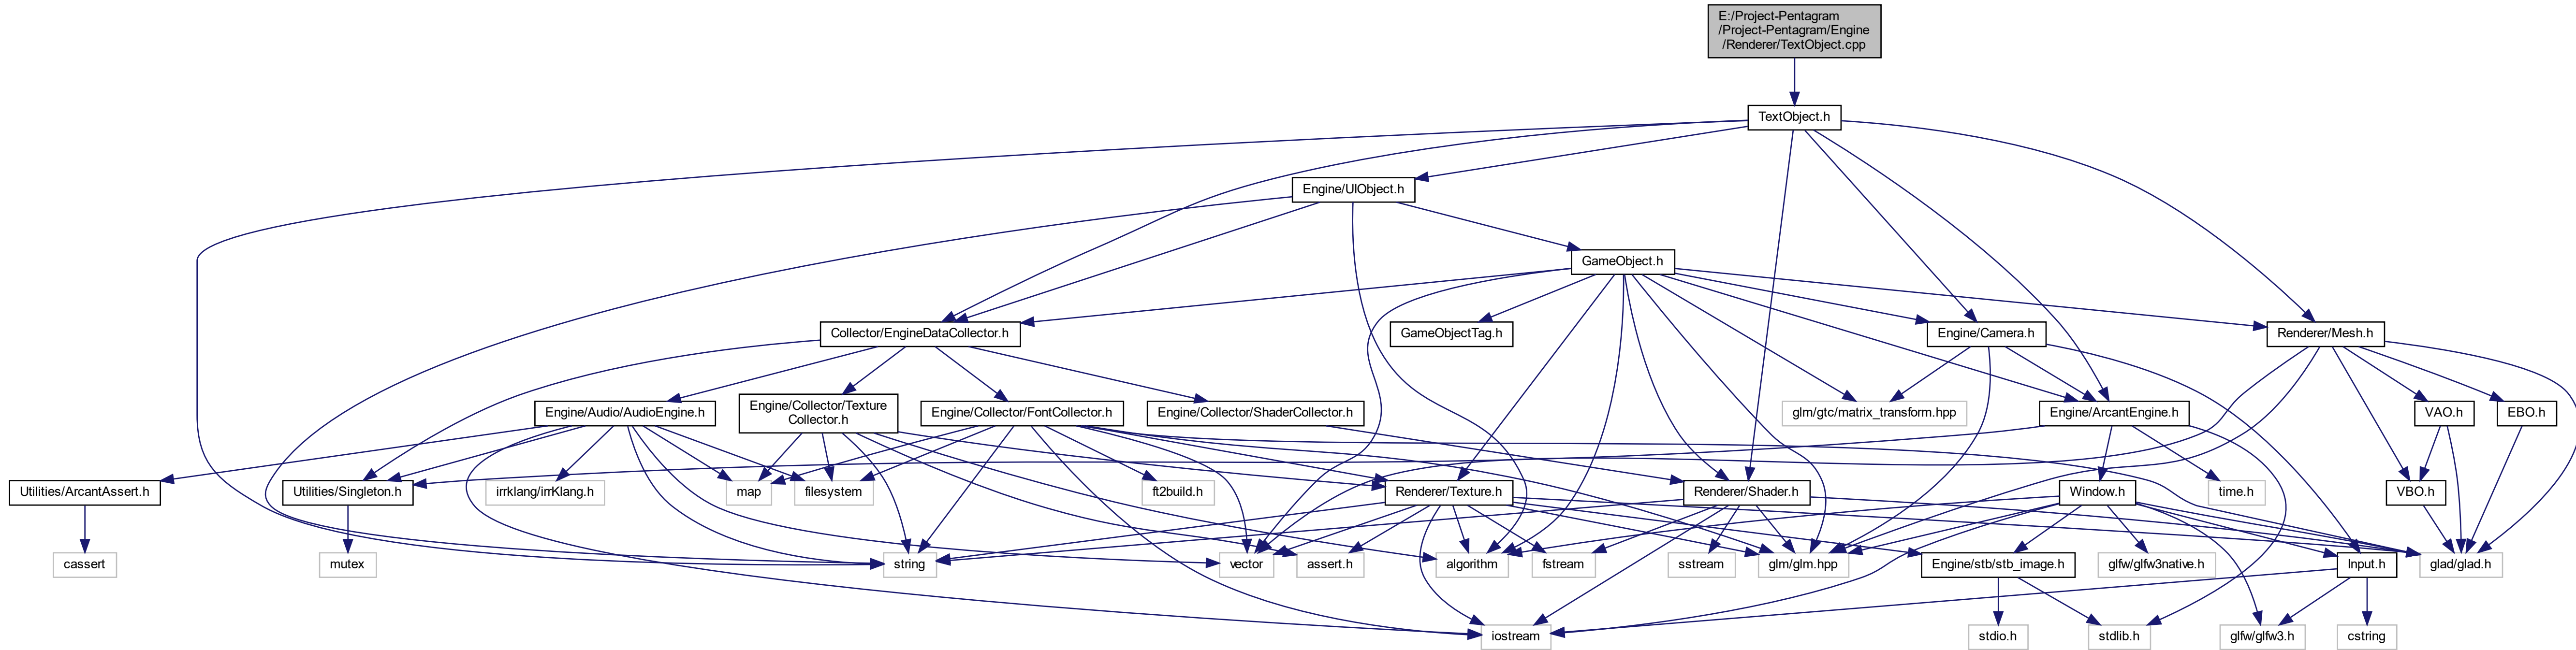 E:/Project-Pentagram
/Project-Pentagram/Engine
/Renderer/TextObject.cpp
TextObject.h
Engine/UIObject.h
GameObject.h
Collector/EngineDataCollector.h
GameObjectTag.h
Engine/Camera.h
Renderer/Mesh.h
Engine/Audio/AudioEngine.h
Engine/Collector/Texture
Collector.h
Engine/Collector/FontCollector.h
Engine/Collector/ShaderCollector.h
glm/gtc/matrix_transform.hpp
Engine/ArcantEngine.h
VAO.h
EBO.h
Utilities/ArcantAssert.h
Utilities/Singleton.h
irrklang/irrKlang.h
map
filesystem
ft2build.h
Renderer/Texture.h
Renderer/Shader.h
Window.h
time.h
VBO.h
cassert
mutex
string
vector
assert.h
algorithm
fstream
sstream
glm/glm.hpp
Engine/stb/stb_image.h
glfw/glfw3native.h
Input.h
glad/glad.h
iostream
stdio.h
stdlib.h
glfw/glfw3.h
cstring